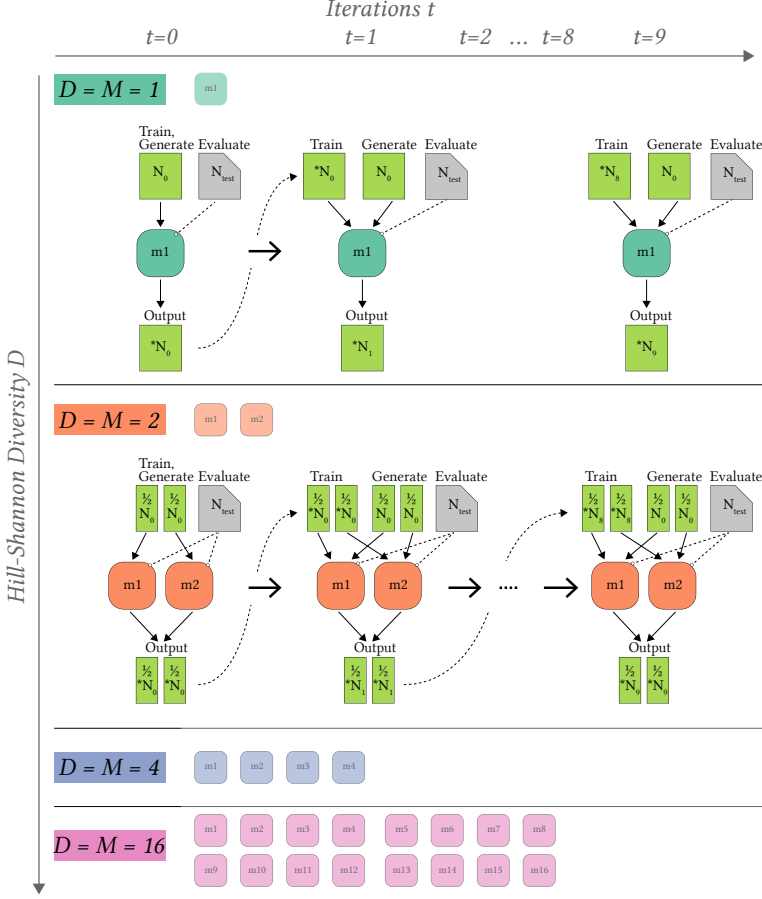 Iterations t
t=0 t=1 t=2 ... t=8 t=9
Hill-Shannon Diversity D
D = M = 1 m1
Train,
Generate Evaluate Train Generate Evaluate Train Generate Evaluate
N0 Ntest *N0 N0 Ntest *N8 N0 Ntest
m1 m1 m1
Output Output Output
*N0 *N1 *N9
D = M = 2 m1 m2
Train,
Generate Evaluate Train Generate Evaluate Train Generate Evaluate
½ ½ ½ ½ ½ ½ ½ ½ ½ ½
N0 N0 Ntest *N0 *N0 N0 N0 Ntest *N8 *N8 N0 N0 Ntest
m1 m2 m1 m2 .... m1 m2
Output Output Output
½ ½ ½ ½ ½ ½
*N0 *N0 *N1 *N1 *N9 *N9
D = M = 4 m1 m2 m3 m4
D = M = 16
m1 m2 m3 m4 m5 m6 m7 m8
m9 m10 m11 m12 m13 m14 m15 m16